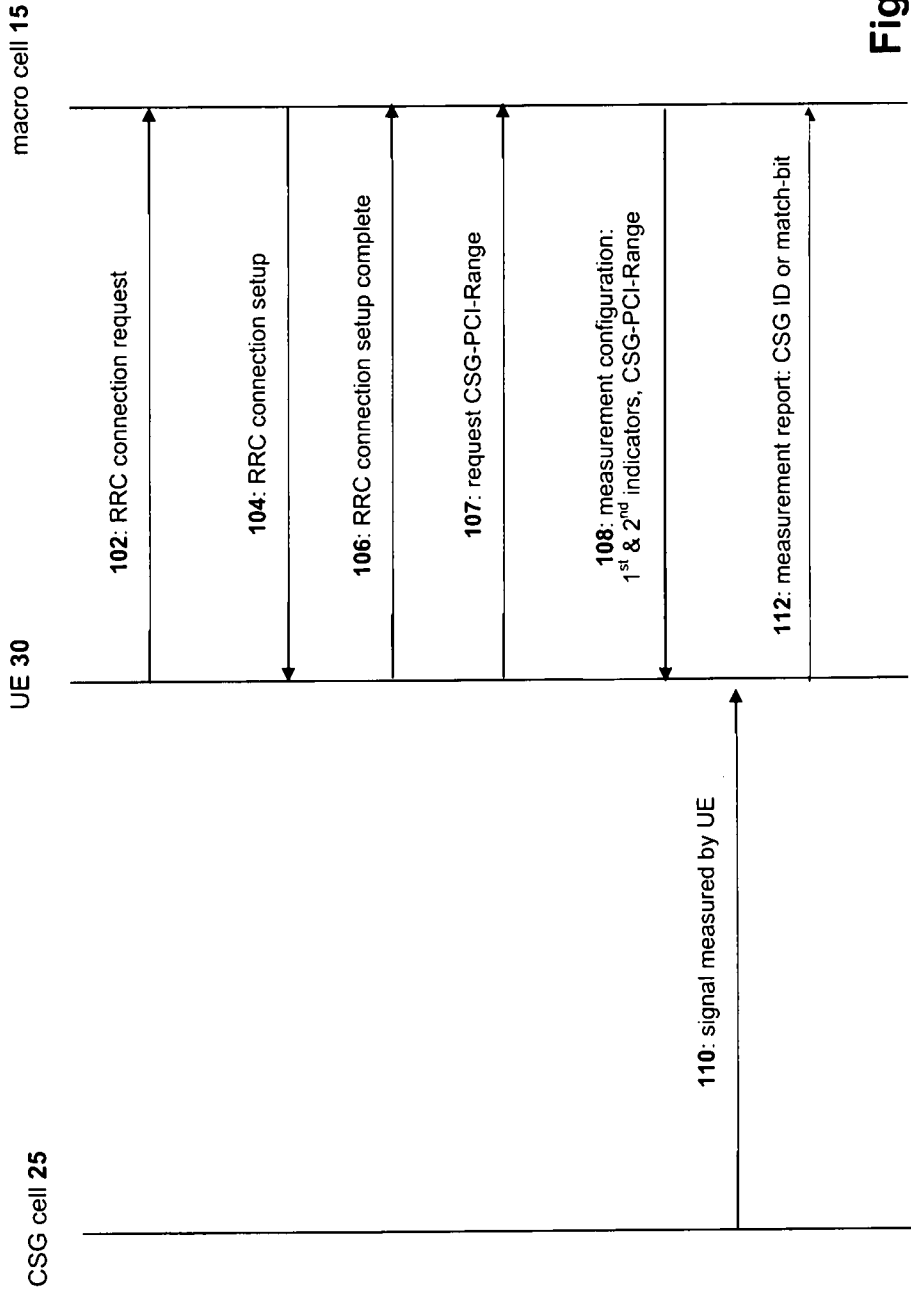 CSG cell 25
UE 30
macro cell 15
102: RRC connection request
104: RRC connection setup
106: RRC connection setup complete
107: request CSG-PCI-Range
108: measurement configuration:
1st & 2nd indicators, CSG-PCI-Range
110: signal measured by UE
112: measurement report: CSG ID or match-bit
Fig